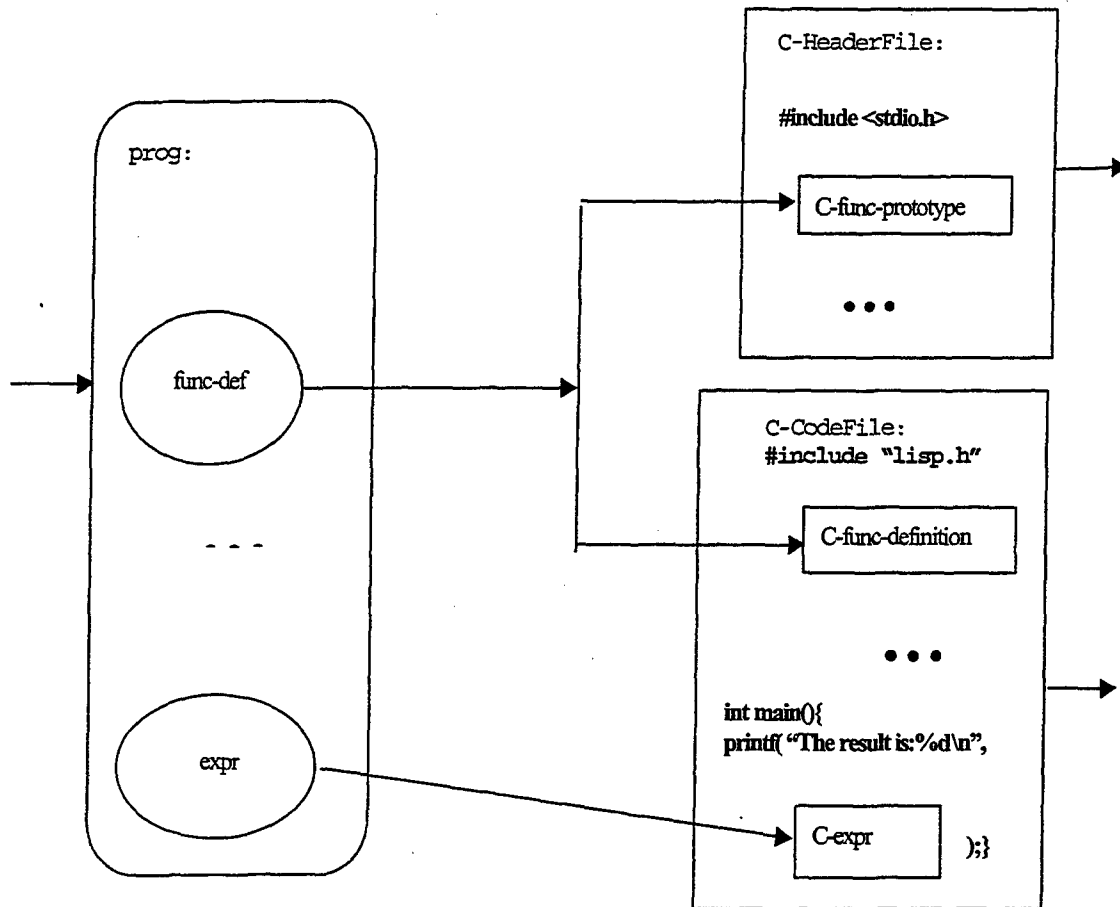 prog:
func-def
expr
C-HeaderFile:
#include <stdio.h>
C-func-prototype
C-CodeFile:
#include "lisp.h"
C-func-definition
int main(){
printf( “The result is:%d\n”,
C-expr );}